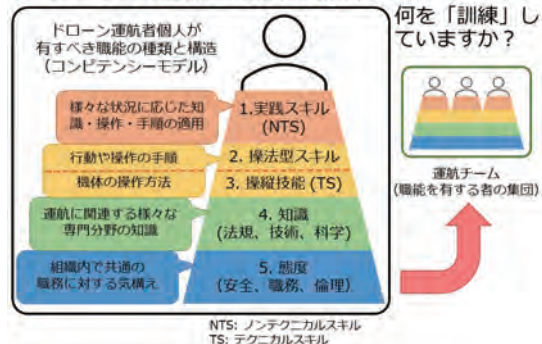 ドローン運航者個人が
有すべき職能の種類と構造
(コンピテンシーモデル)
何を「訓練」し
ていますか？
様々な状況に応じた知
識・操作・手順の適用
1.実践スキル
(NTS)
行動や操作の手順
2. 操法型スキル
機体の操作方法
3. 操縦技能 (TS)
運航に関連する様々な
専門分野の知識
4. 知識
(法規、技術、科学)
組織内で共通の
職務に対する気構え
5. 態度
(安全、職務、倫理)
運航チーム
(職能を有する者の集団)
NTS: ノンテクニカルスキル
TS: テクニカルスキル